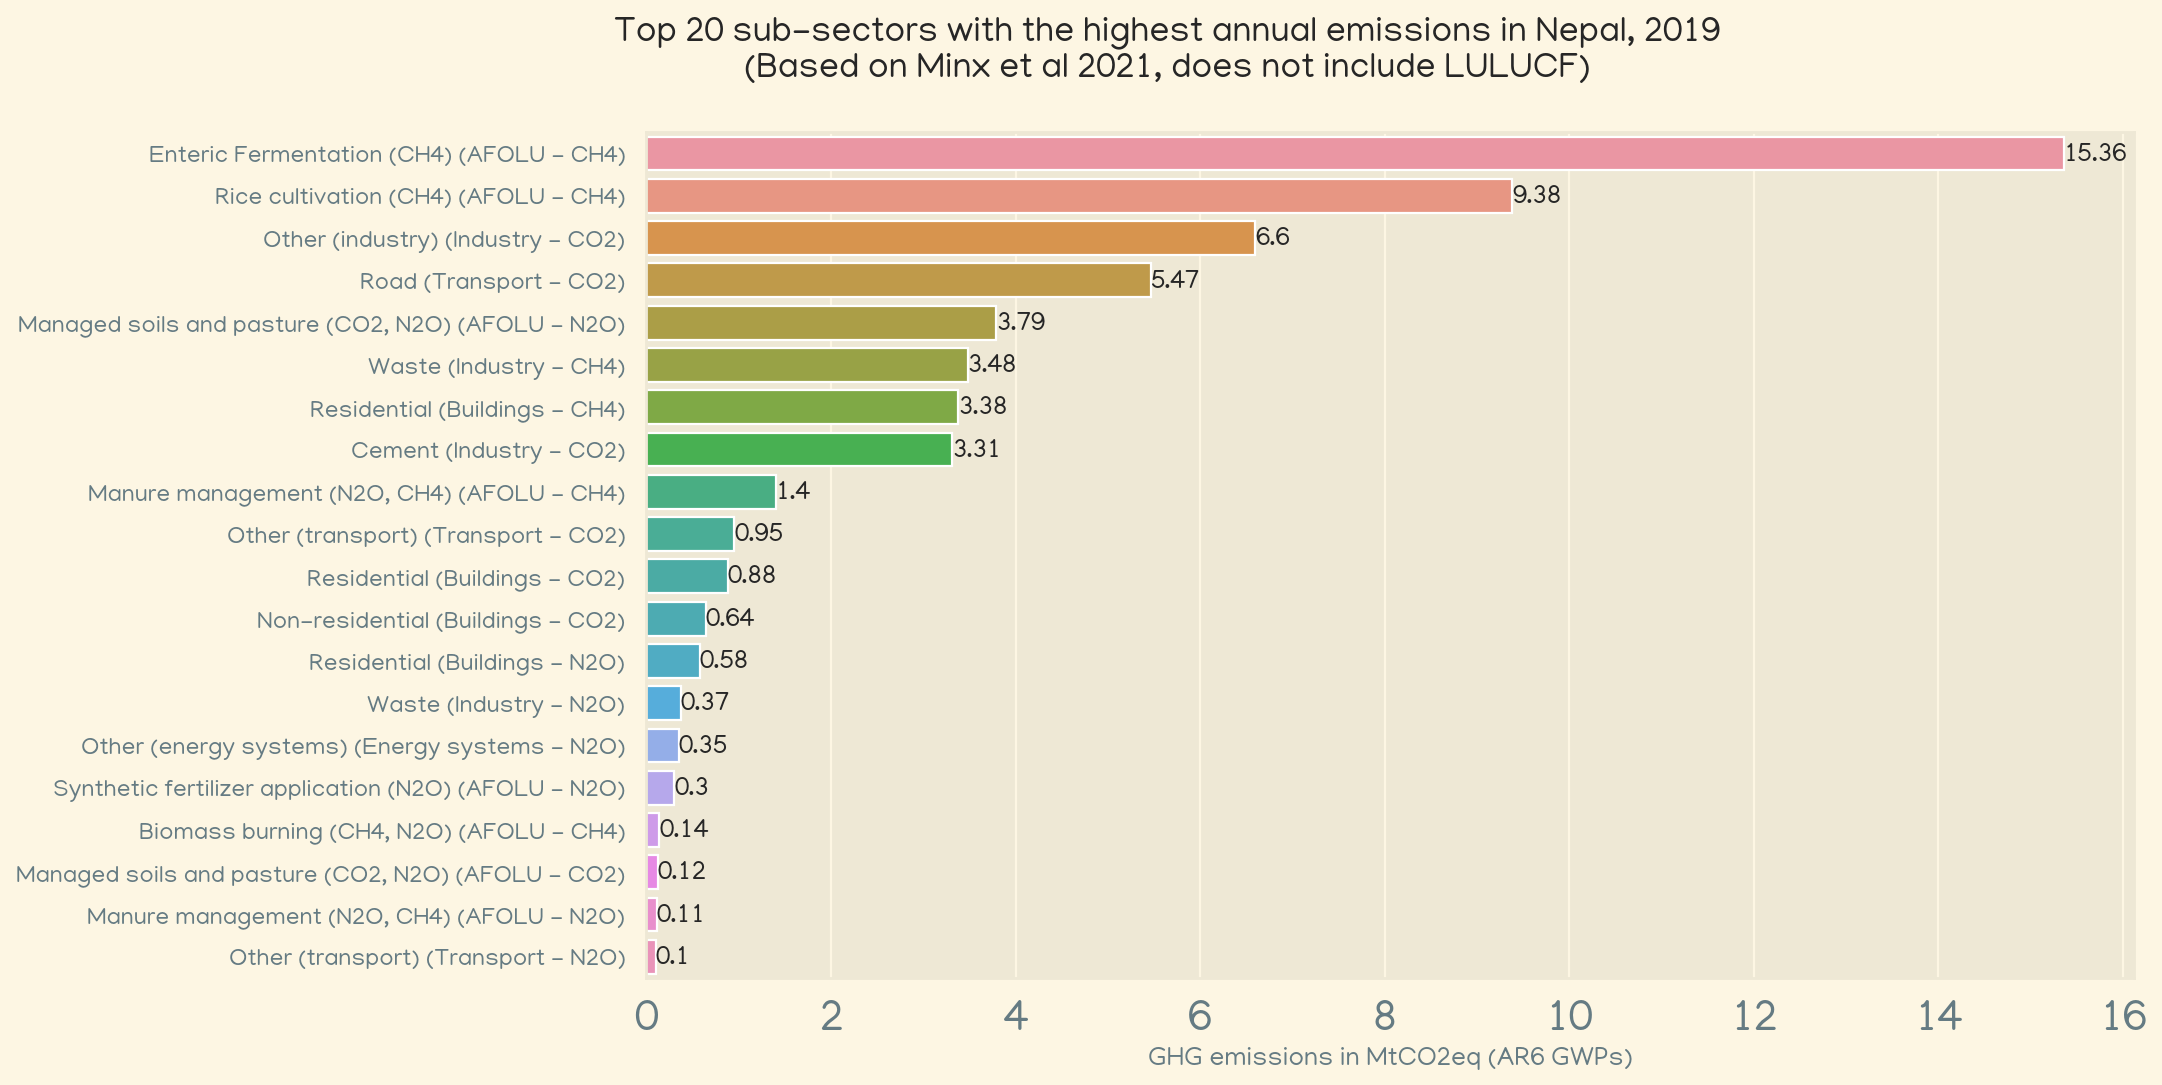 Top 20 sub-sectors with the highest annual emissions in Nepal, 2019
(Based on Minx et al 2021, does not include LULUCF)
Enteric Fermentation (CH4) (AFOLU - CH4) 15.36
Rice cultivation (CH4) (AFOLU - CH4) 9.38
Other (industry) (Industry - CO2) 6.6
Road (Transport - CO2) 5.47
Managed soils and pasture (CO2, N2O) (AFOLU - N2O) 3.79
Waste (Industry - CH4) 3.48
Residential (Buildings - CH4) 3.38
Cement (Industry - CO2) 3.31
Manure management (N2O, CH4) (AFOLU - CH4) 1.4
Other (transport) (Transport - CO2) 0.95
Residential (Buildings - CO2) 0.88
Non-residential (Buildings - CO2) 0.64
Residential (Buildings - N2O) 0.58
Waste (Industry - N2O) 0.37
Other (energy systems) (Energy systems - N2O) 0.35
Synthetic fertilizer application (N2O) (AFOLU - N2O) 0.3
Biomass burning (CH4, N2O) (AFOLU - CH4) 0.14
Managed soils and pasture (CO2, N2O) (AFOLU - CO2) 0.12
Manure management (N2O, CH4) (AFOLU - N2O) 0.11
Other (transport) (Transport - N2O) 0.1
0 2 4 6 8 10 12 14 16
GHG emissions in MtCO2eq (AR6 GWPs)